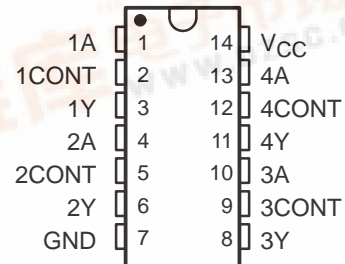 1A 1 14 VCC
1CONT 2 13 4A
1Y 3 12 4CONT
2A 4 11 4Y
2CONT 5 10 3A
2Y 6 9 3CONT
GND 7 8 3Y